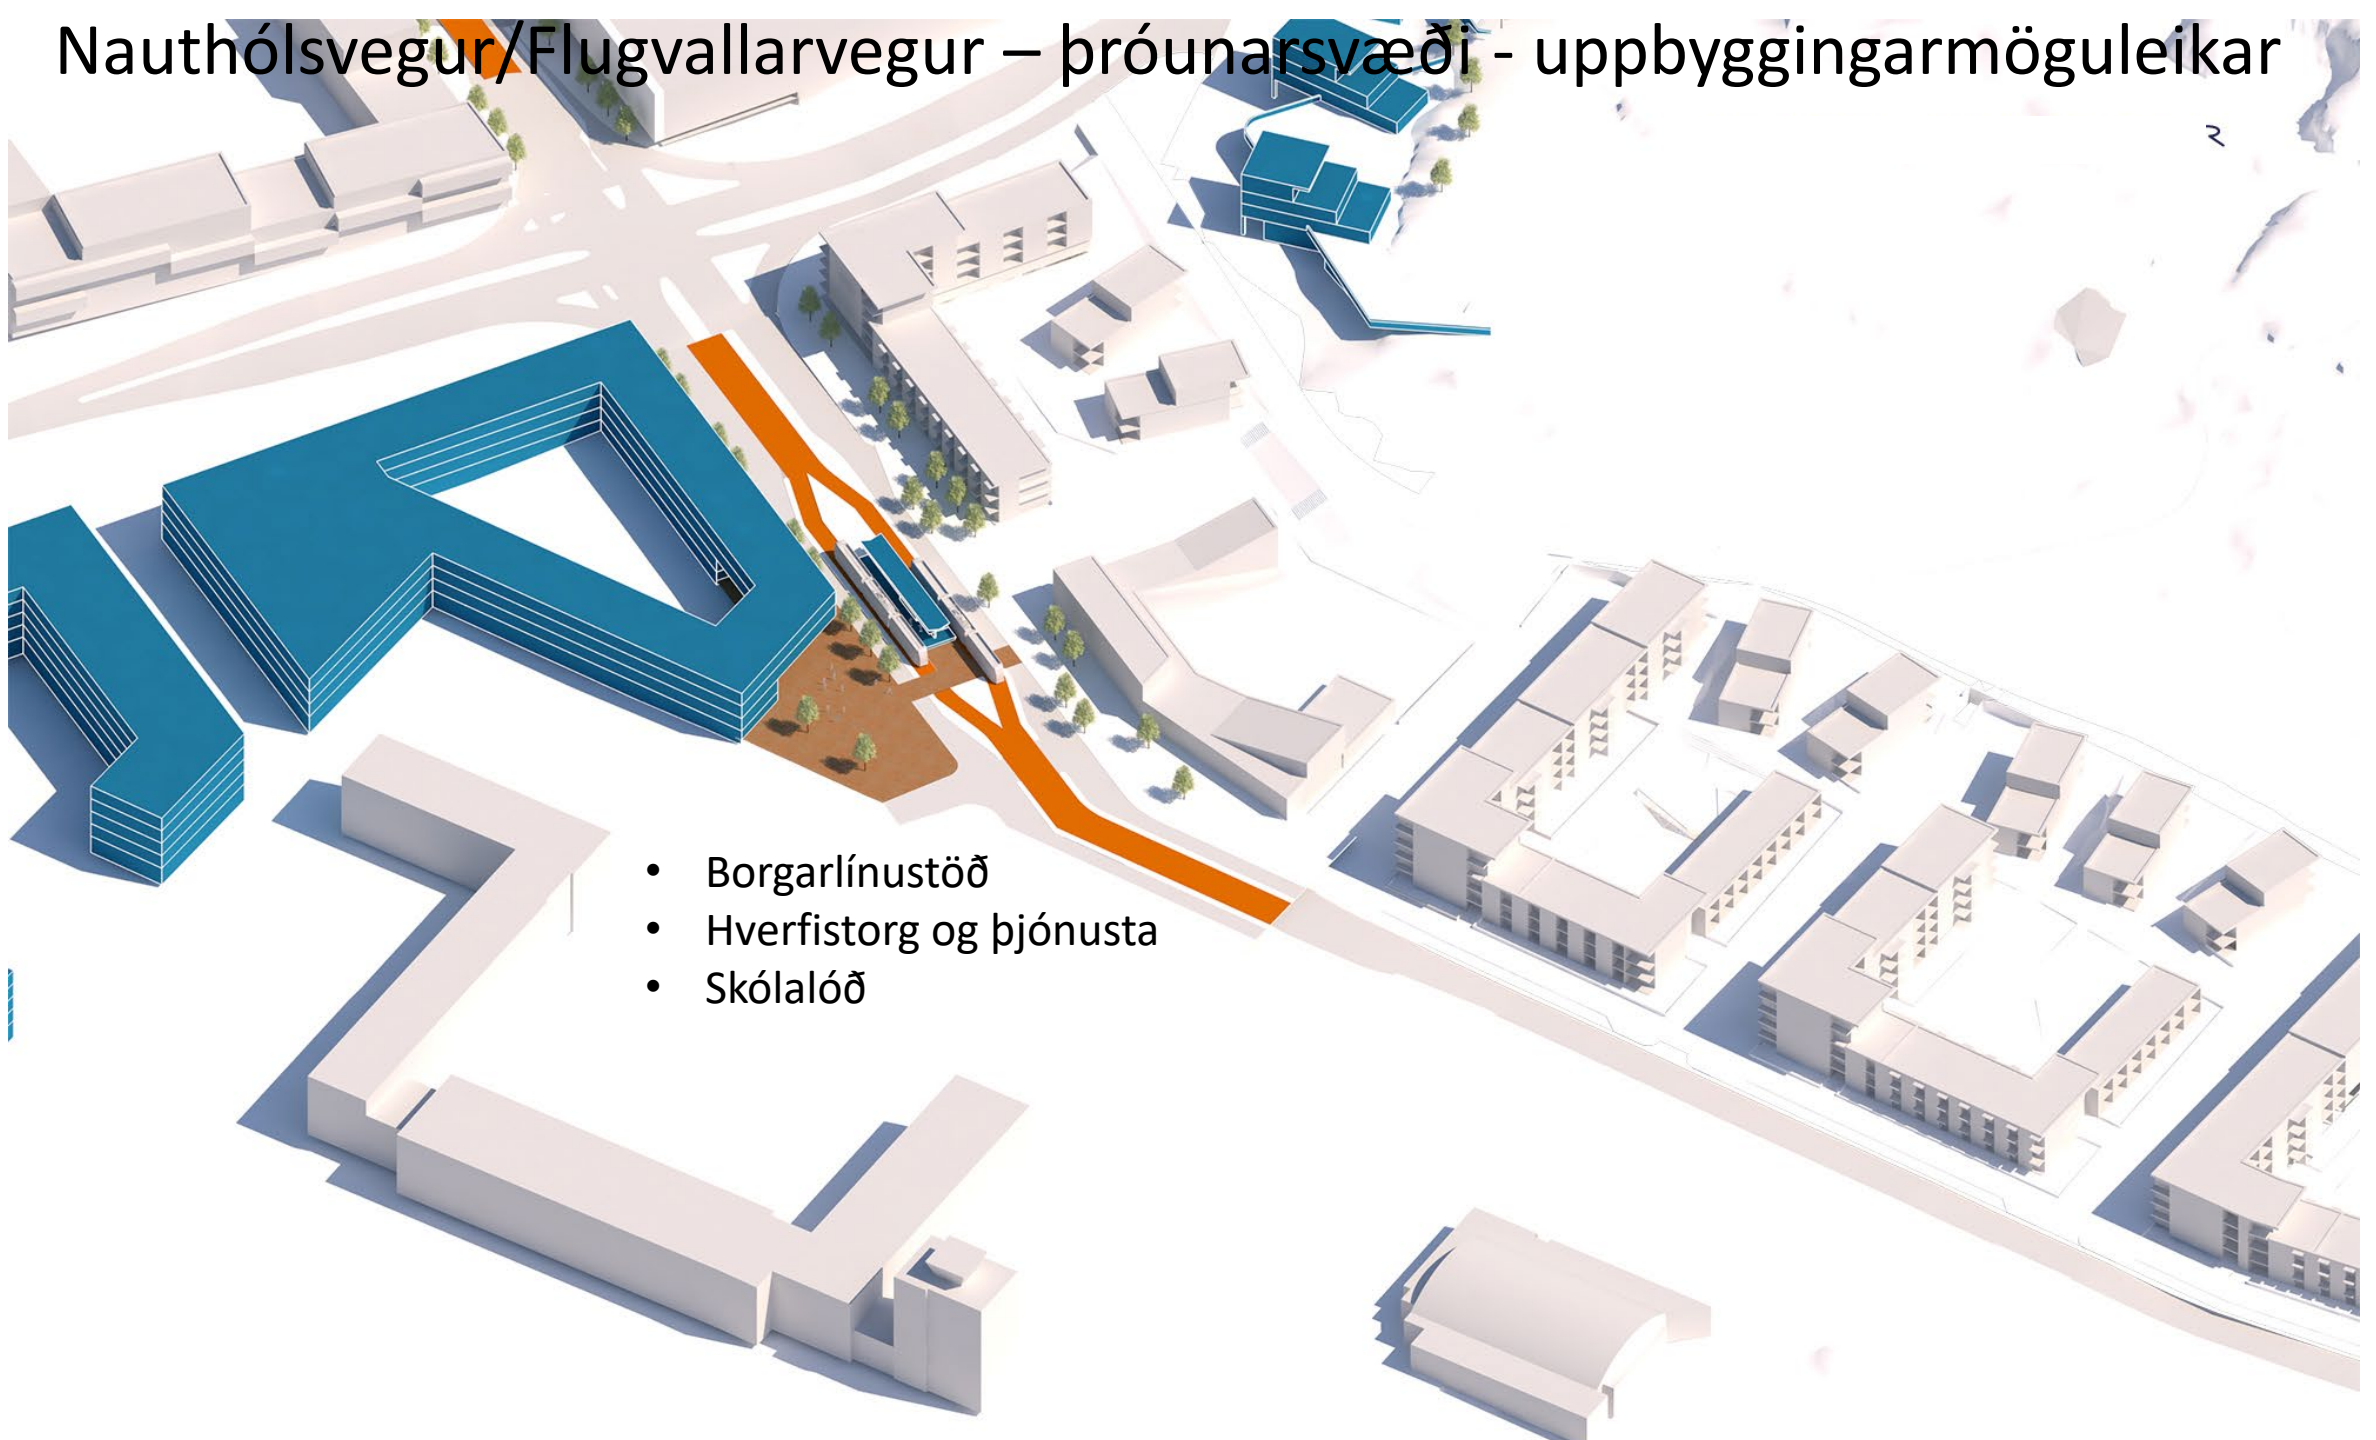 Nauthólsvegur/Flugvallarvegur – þróunarsvæði - uppbyggingarmöguleikar
• Borgarlínustöð
• Hverfistorg og þjónusta
• Skólalóð